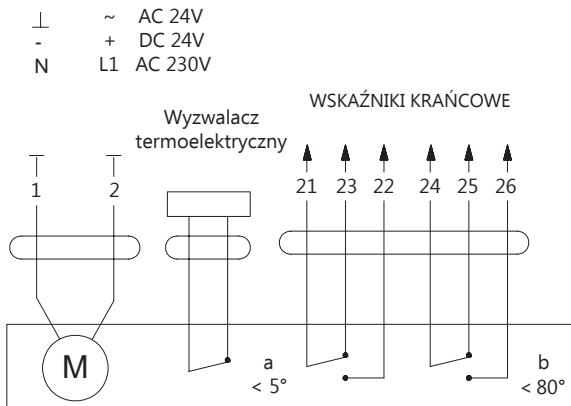 ⊥ ~ AC 24V
- + DC 24V
N L1 AC 230V
Wyzwalacz
termoelektryczny
WSKAŹNIKI KRAŃCOWE
1 2 21 23 22 24 25 26
M
a
< 5°
b
< 80°